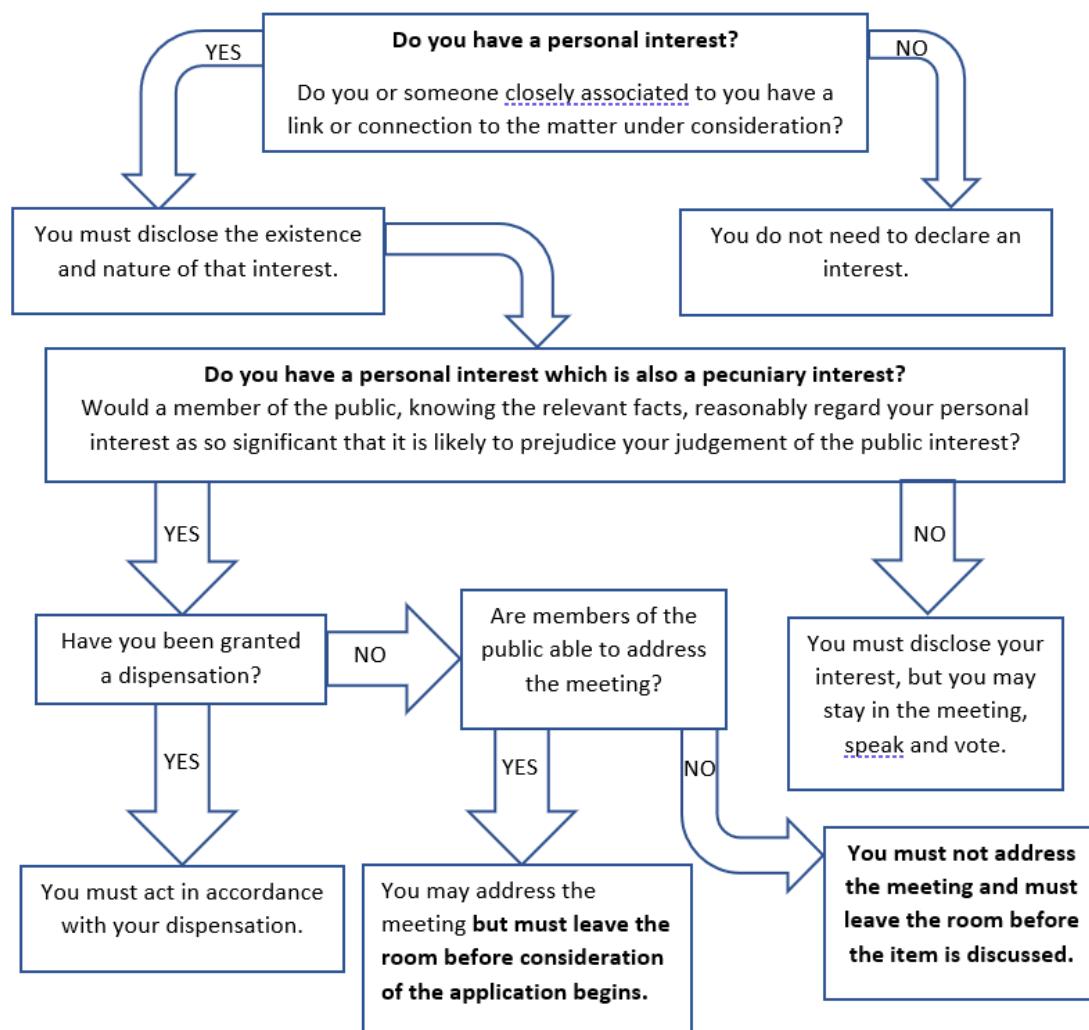 Do you have a personal interest?
YES
NO
Do you or someone closely associated to you have a
link or connection to the matter under consideration?
You must disclose the existence
and nature of that interest.
You do not need to declare an
interest.
Do you have a personal interest which is also a pecuniary interest?
Would a member of the public, knowing the relevant facts, reasonably regard your personal
interest as so significant that it is likely to prejudice your judgement of the public interest?
YES
NO
Have you been granted
a dispensation?
NO
Are members of the
public able to address
the meeting?
You must disclose your
interest, but you may
stay in the meeting,
speak and vote.
YES
YES
NO
You must act in accordance
with your dispensation.
You may address the
meeting but must leave the
room before consideration
of the application begins.
You must not address
the meeting and must
leave the room before
the item is discussed.